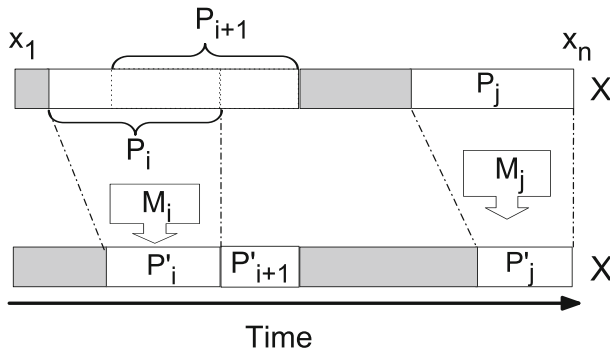 P_{i+1}
x_1 x_n
P_j X
P_i
M_i M_j
P'_i P'_{i+1} P'_j X
Time